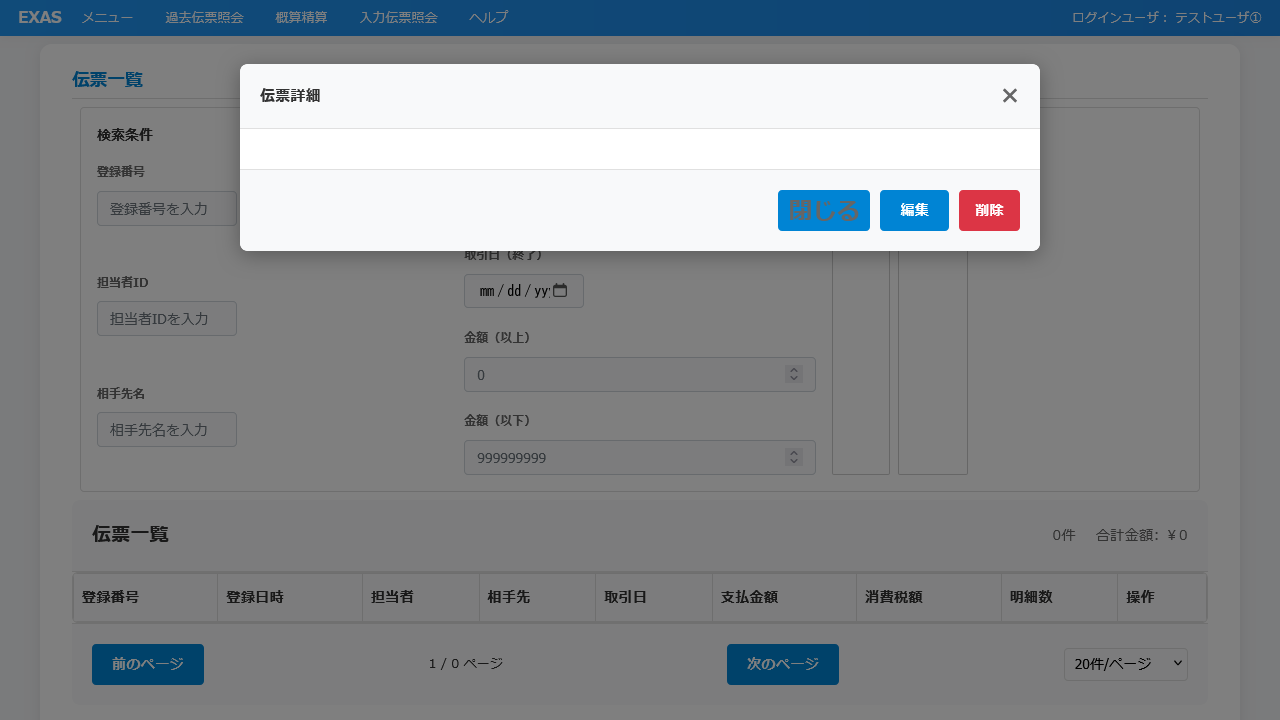 EXAS メニュー 過去伝票照会 概算精算 入力伝票照会 ヘルプ ログインユーザ： テストユーザ①
伝票一覧
伝票詳細 ×
検索条件
登録番号
登録番号を入力
閉じる 編集 削除
取引日（終了）
担当者ID
mm/dd/yy
担当者IDを入力
金額（以上）
0
相手先名
金額（以下）
相手先名を入力
999999999
伝票一覧 0件 合計金額: ¥0
登録番号 登録日時 担当者 相手先 取引日 支払金額 消費税額 明細数 操作
前のページ 1 / 0 ページ 次のページ 20件/ページ